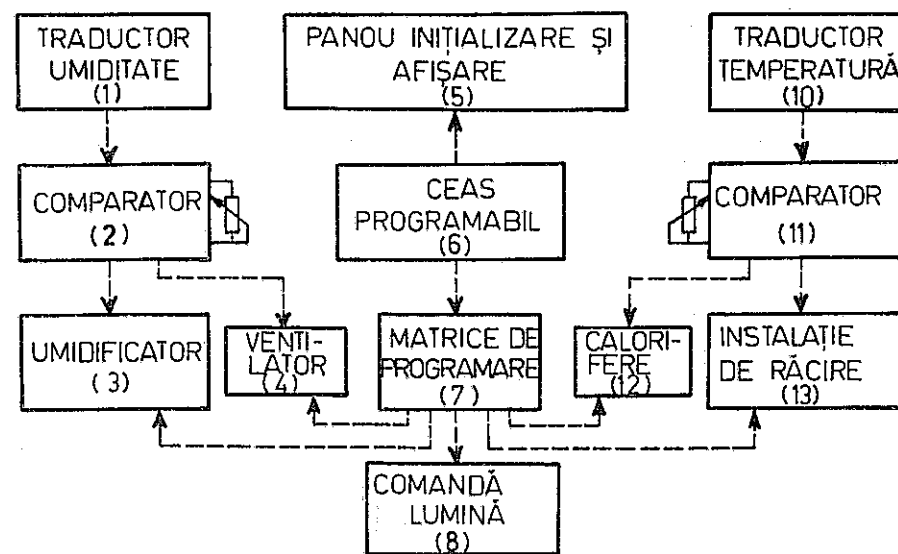 TRADUCTOR
UMIDITATE
(1)
PANOU INIȚIALIZARE ȘI
AFIȘARE
(5)
TRADUCTOR
TEMPERATURĂ
(10)
COMPARATOR
(2)
CEAS
PROGRAMABIL
(6)
COMPARATOR
(11)
UMIDIFICATOR
(3)
VENTI-
LATOR
(4)
MATRICE DE
PROGRAMARE
(7)
CALORI-
FERE
(12)
INSTALAȚIE
DE RĂCIRE
(13)
COMANDĂ
LUMINĂ
(8)